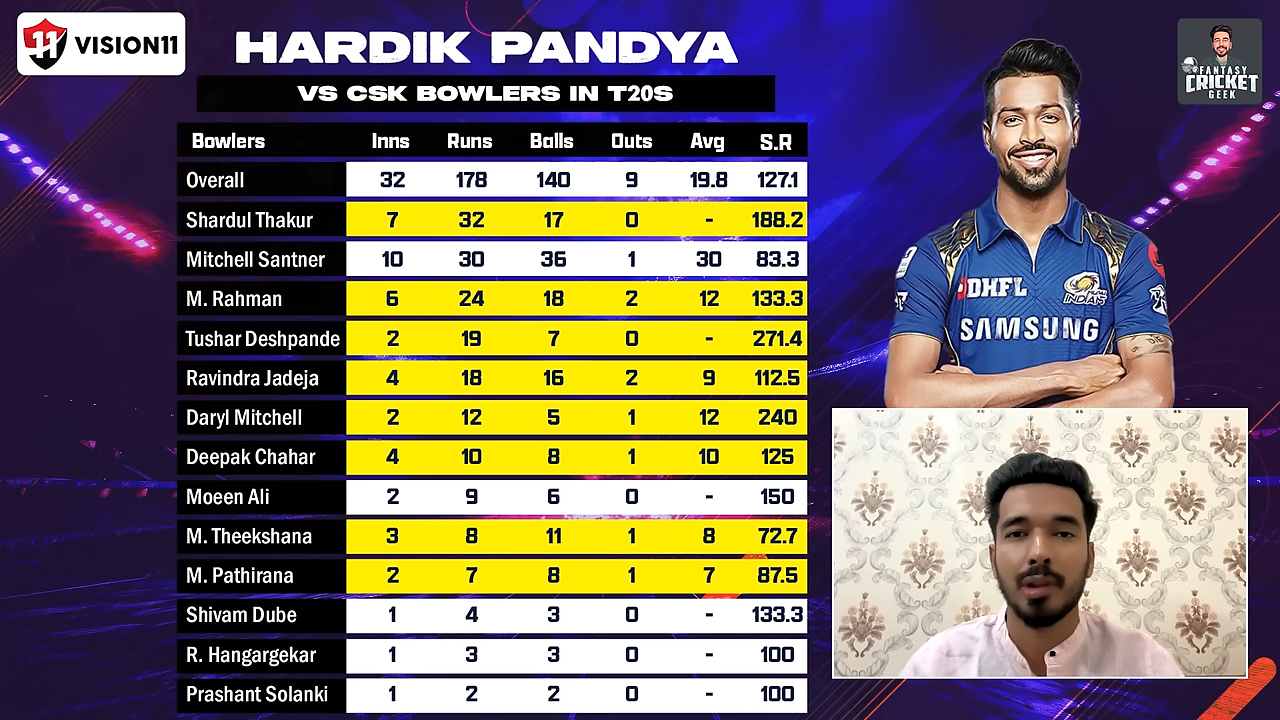 11 VISION11
HARDIK PANDYA
VS CSK BOWLERS IN T20S
FANTASY
CRICKET
GEEK
Bowlers Inns Runs Balls Outs Avg S.R
Overall 32 178 140 9 19.8 127.1
Shardul Thakur 7 32 17 0 - 188.2
Mitchell Santner 10 30 36 1 30 83.3
M. Rahman 6 24 18 2 12 133.3
Tushar Deshpande 2 19 7 0 - 271.4
Ravindra Jadeja 4 18 16 2 9 112.5
Daryl Mitchell 2 12 5 1 12 240
Deepak Chahar 4 10 8 1 10 125
Moeen Ali 2 9 6 0 - 150
M. Theekshana 3 8 11 1 8 72.7
M. Pathirana 2 7 8 1 7 87.5
Shivam Dube 1 4 3 0 - 133.3
R. Hangargekar 1 3 3 0 - 100
Prashant Solanki 1 2 2 0 - 100
DHFL
INDIANS
SAMSUNG